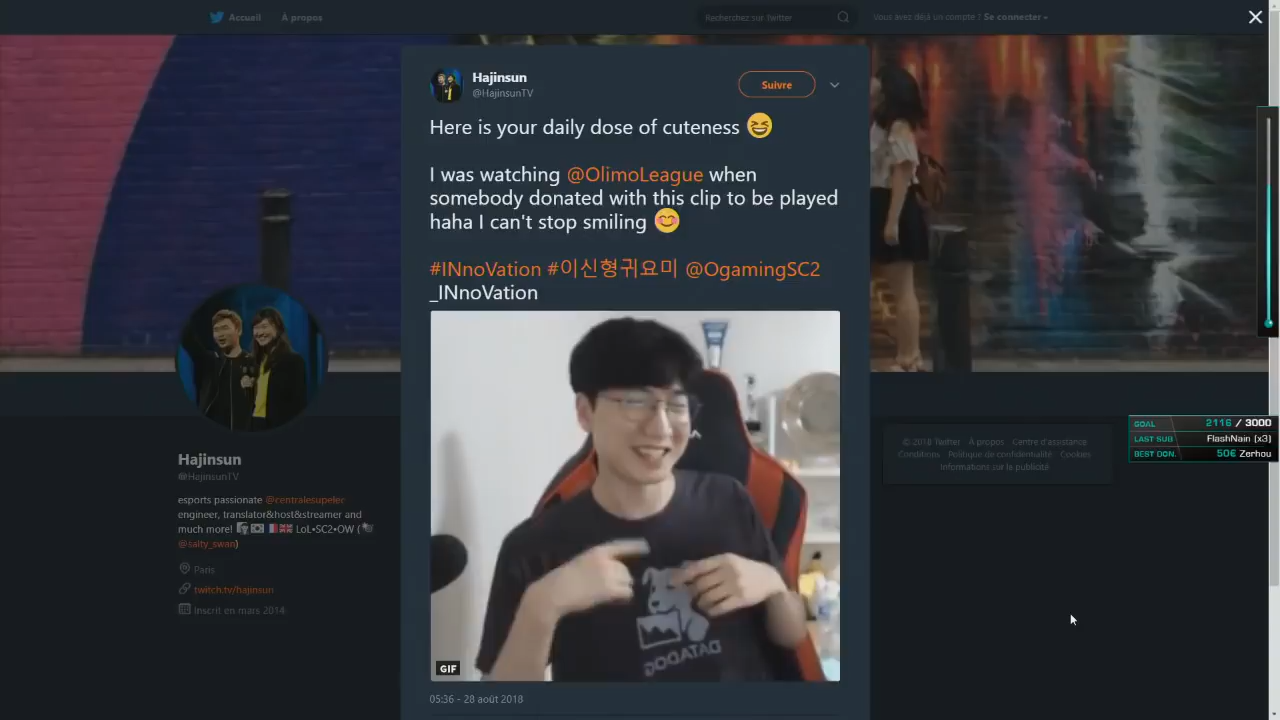 Accueil
À propos
Recherchez sur Twitter
Vous avez déjà un compte ? Se connecter
Hajinsun
@HajinsunTV
Suivre
Here is your daily dose of cuteness 😆
I was watching @OlimoLeague when
somebody donated with this clip to be played
haha I can't stop smiling 😊
#INnoVation #이신형귀요미 @OgamingSC2
_INnoVation
DATADOG
GIF
05:36 - 28 août 2018
Hajinsun
@HajinsunTV
esports passionate @centralesupelec
engineer, translator&host&streamer and
much more! 🇰🇷 🇫🇷🇬🇧 LoL•SC2•OW (
@salty_swan)
Paris
twitch.tv/hajinsun
Inscrit en mars 2014
© 2018 Twitter À propos Centre d'assistance
Conditions Politique de confidentialité Cookies
Informations sur la publicité
GOAL 2116 / 3000
LAST SUB FlashNain (x3)
BEST DON. 50€ Zerhou